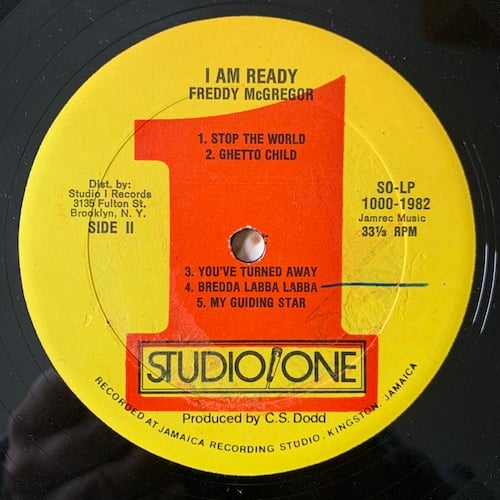 I AM READY
FREDDY McGREGOR
1. STOP THE WORLD
2. GHETTO CHILD
Dist. by:
Studio I Records
3135 Fulton St.
Brooklyn, N. Y.
SIDE II
SO-LP
1000-1982
Jamrec Music
33⅓ RPM
3. YOU'VE TURNED AWAY
4. BREDDA LABBA LABBA
5. MY GUIDING STAR
1
STUDIO ONE
Produced by C.S. Dodd
RECORDED AT JAMAICA RECORDING STUDIO, KINGSTON, JAMAICA